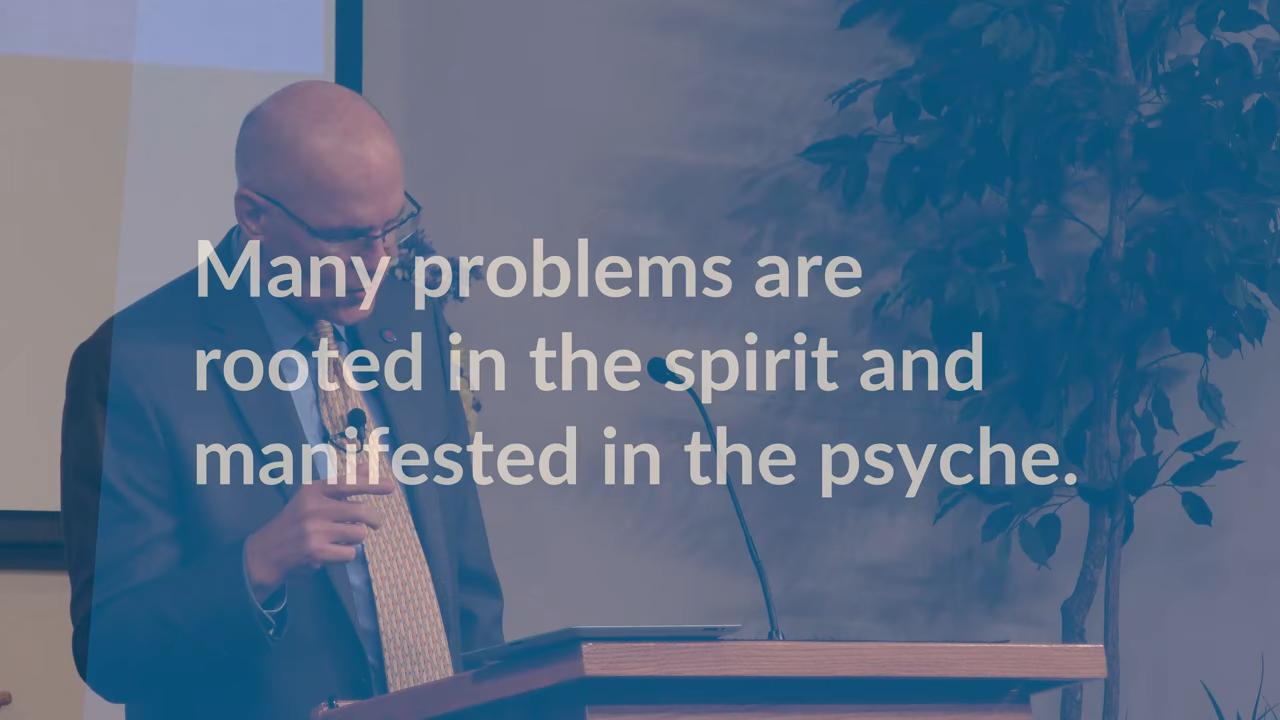 Many problems are
rooted in the spirit and
manifested in the psyche.